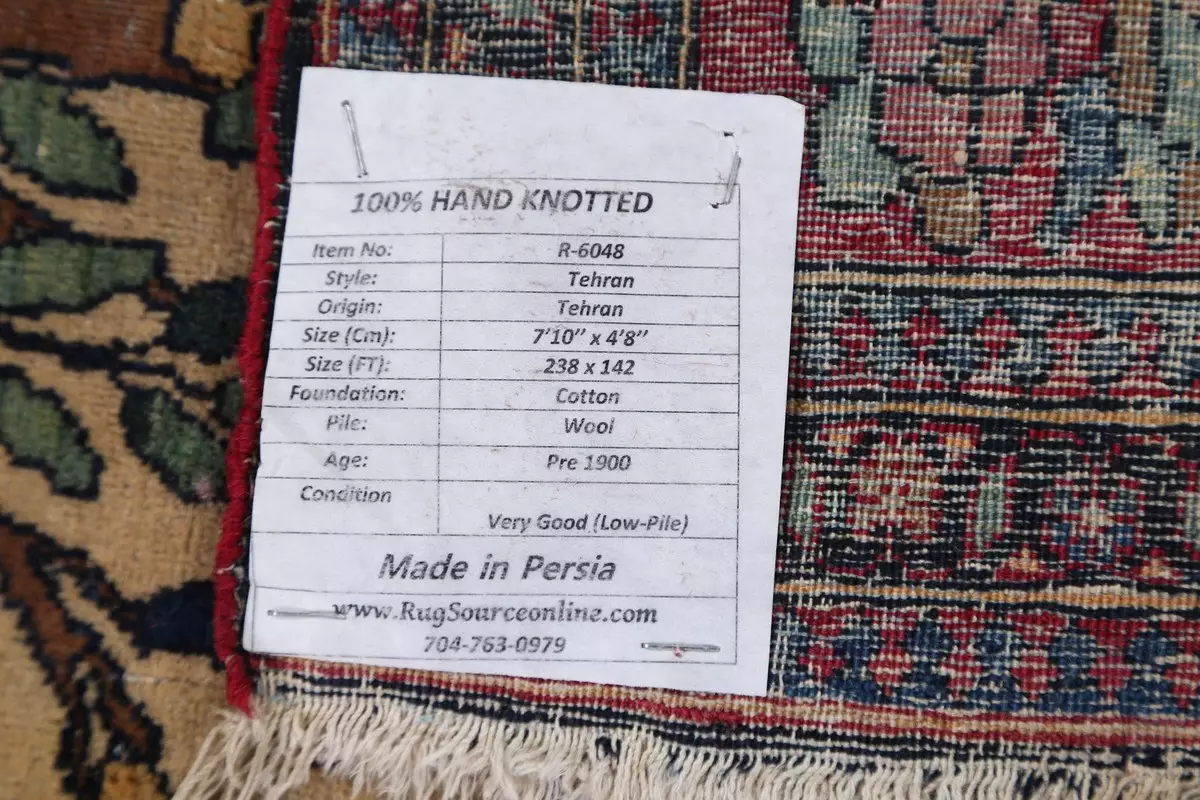 100% HAND KNOTTED
Item No: R-6048
Style: Tehran
Origin: Tehran
Size (Cm): 7'10" x 4'8"
Size (FT): 238 x 142
Foundation: Cotton
Pile: Wool
Age: Pre 1900
Condition
Very Good (Low-Pile)
Made in Persia
www.RugSourceonline.com
704-763-0979